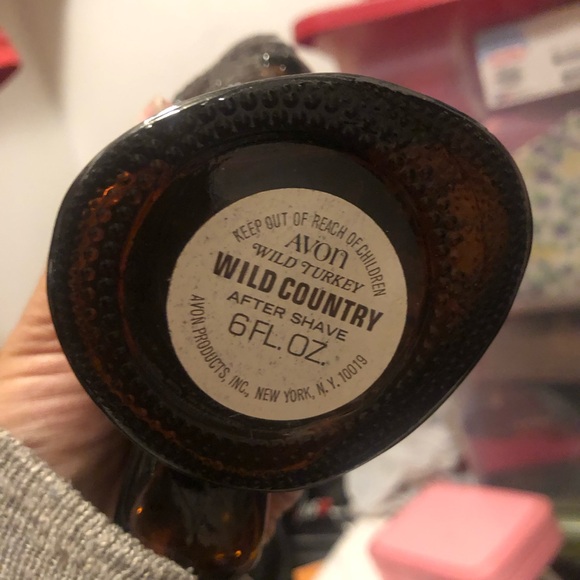 KEEP OUT OF REACH OF CHILDREN
AVON
WILD TURKEY
WILD COUNTRY
AFTER SHAVE
6 FL. OZ.
AVON PRODUCTS, INC., NEW YORK, N.Y. 10019